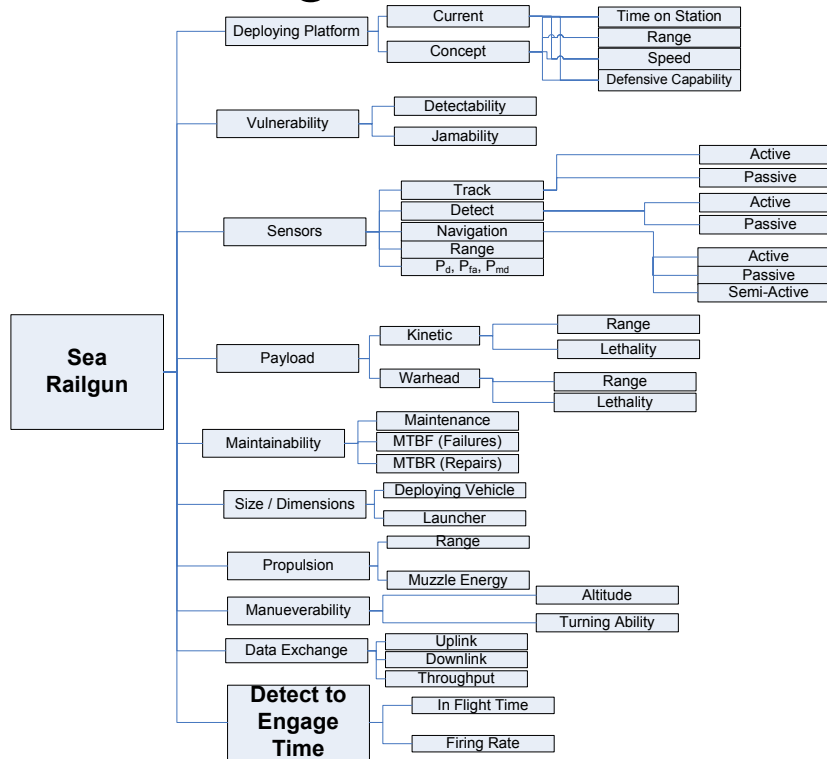 Deploying Platform
Current
Concept
Time on Station
Range
Speed
Defensive Capability
Vulnerability
Detectability
Jamability
Sensors
Track
Detect
Navigation
Range
Pd, Pfa, Pmd
Active
Passive
Active
Passive
Active
Passive
Semi-Active
Sea
Railgun
Payload
Kinetic
Range
Lethality
Warhead
Range
Lethality
Maintainability
Maintenance
MTBF (Failures)
MTBR (Repairs)
Size / Dimensions
Deploying Vehicle
Launcher
Propulsion
Range
Muzzle Energy
Manueverability
Altitude
Turning Ability
Data Exchange
Uplink
Downlink
Throughput
Detect to
Engage
Time
In Flight Time
Firing Rate